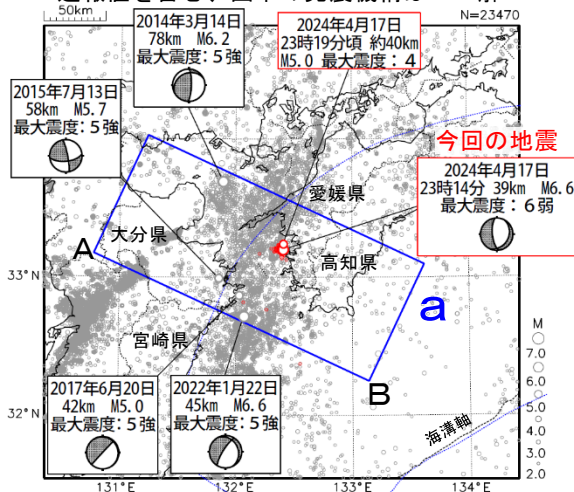 50km
N=23470
2014年3月14日
78km M6.2
最大震度：5強
2024年4月17日
23時19分頃 約40km
M5.0 最大震度：4
2015年7月13日
58km M5.7
最大震度：5強
今回の地震
2024年4月17日
23時14分 39km M6.6
最大震度：6弱
愛媛県
大分県
高知県
A
33°N
a
宮崎県
M
7.0
6.0
5.0
4.0
3.0
2.0
B
2017年6月20日
42km M5.0
最大震度：5強
2022年1月22日
45km M6.6
最大震度：5強
32°N
海溝軸
131°E
132°E
133°E
134°E